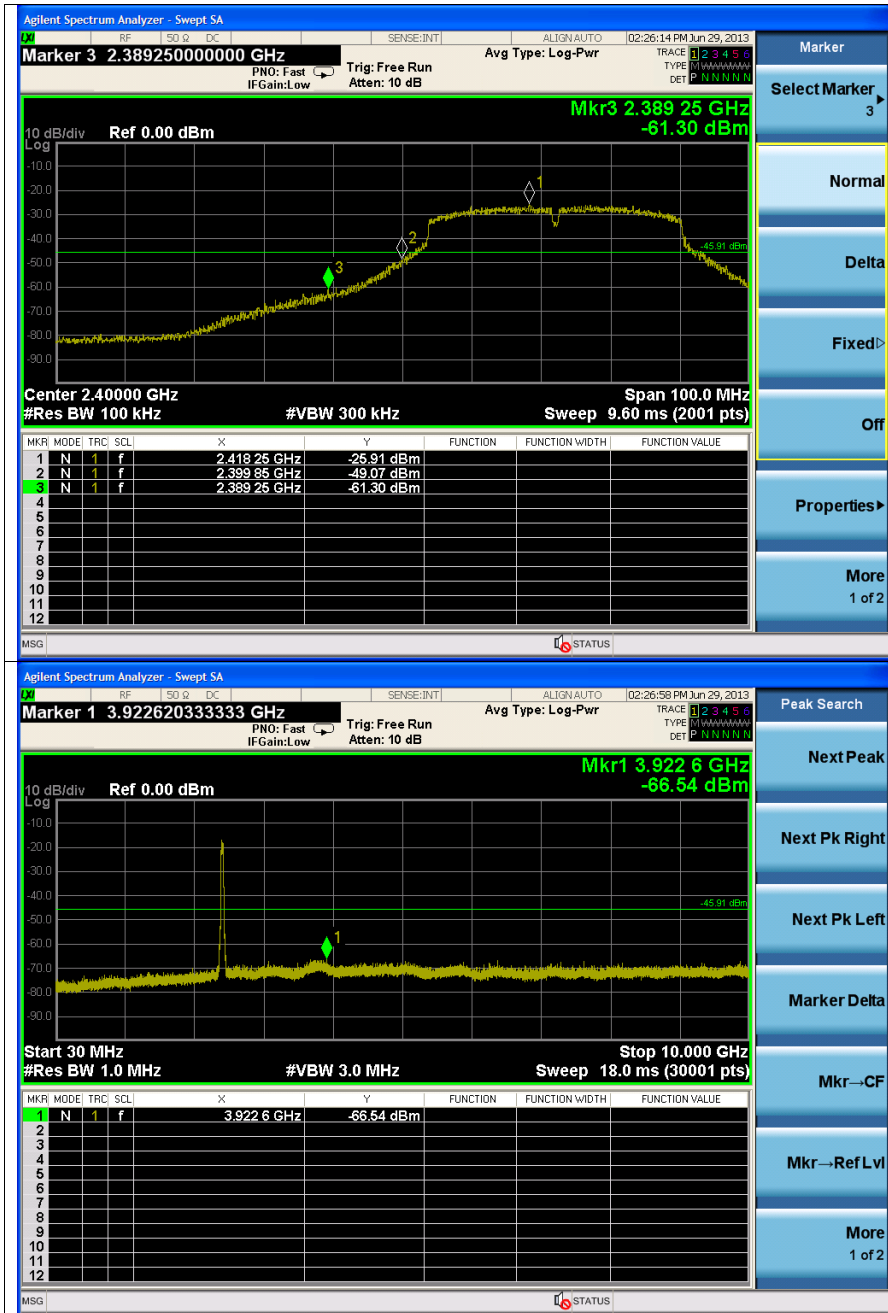 Agilent Spectrum Analyzer - Swept SA
LXI RF 50 Ω DC SENSE:INT ALIGN AUTO 02:26:14 PM Jun 29, 2013
Marker 3 2.389250000000 GHz
PNO: Fast
IFGain:Low
Trig: Free Run
Atten: 10 dB
Avg Type: Log-Pwr
TRACE 1 2 3 4 5 6
TYPE M
DET P N N N N N
Mkr3 2.389 25 GHz
-61.30 dBm
10 dB/div Ref 0.00 dBm
Log
-10.0
-20.0
-30.0
-40.0
-50.0
-60.0
-70.0
-80.0
-90.0
1
2
3
-45.91 dBm
Center 2.40000 GHz Span 100.0 MHz
#Res BW 100 kHz #VBW 300 kHz Sweep 9.60 ms (2001 pts)
MKR MODE TRC SCL X Y FUNCTION FUNCTION WIDTH FUNCTION VALUE
1 N 1 f 2.418 25 GHz -25.91 dBm
2 N 1 f 2.399 85 GHz -49.07 dBm
3 N 1 f 2.389 25 GHz -61.30 dBm
4
5
6
7
8
9
10
11
12
MSG STATUS
Marker
Select Marker
3
Normal
Delta
Fixed
Off
Properties
More
1 of 2
Agilent Spectrum Analyzer - Swept SA
LXI RF 50 Ω DC SENSE:INT ALIGN AUTO 02:26:58 PM Jun 29, 2013
Marker 1 3.922620333333 GHz
PNO: Fast
IFGain:Low
Trig: Free Run
Atten: 10 dB
Avg Type: Log-Pwr
TRACE 1 2 3 4 5 6
TYPE M
DET P N N N N N
Mkr1 3.922 6 GHz
-66.54 dBm
10 dB/div Ref 0.00 dBm
Log
-10.0
-20.0
-30.0
-40.0
-50.0
-60.0
-70.0
-80.0
-90.0
1
-45.91 dBm
Start 30 MHz Stop 10.000 GHz
#Res BW 1.0 MHz #VBW 3.0 MHz Sweep 18.0 ms (30001 pts)
MKR MODE TRC SCL X Y FUNCTION FUNCTION WIDTH FUNCTION VALUE
1 N 1 f 3.922 6 GHz -66.54 dBm
2
3
4
5
6
7
8
9
10
11
12
MSG STATUS
Peak Search
Next Peak
Next Pk Right
Next Pk Left
Marker Delta
Mkr→CF
Mkr→Ref Lvl
More
1 of 2